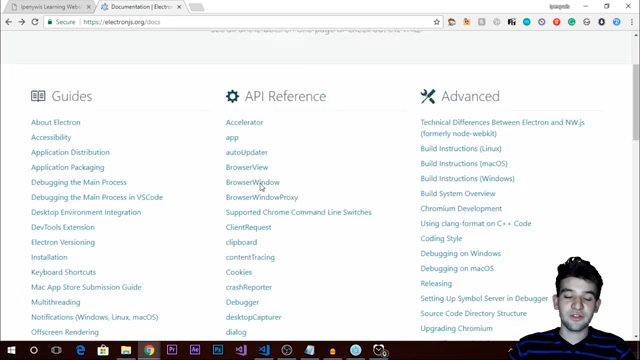 Ipenywis Learning Websi
Documentation | Electron
Ipenywis
Secure
https://electronjs.org/docs
Guides
About Electron
Accessibility
Application Distribution
Application Packaging
Debugging the Main Process
Debugging the Main Process in VSCode
Desktop Environment Integration
DevTools Extension
Electron Versioning
Installation
Keyboard Shortcuts
Mac App Store Submission Guide
Multithreading
Notifications (Windows, Linux, macOS)
Offscreen Rendering
API Reference
Accelerator
app
autoUpdater
BrowserView
BrowserWindow
BrowserWindowProxy
Supported Chrome Command Line Switches
ClientRequest
clipboard
contentTracing
Cookies
crashReporter
Debugger
desktopCapturer
dialog
Advanced
Technical Differences Between Electron and NW.js
(formerly node-webkit)
Build Instructions (Linux)
Build Instructions (macOS)
Build Instructions (Windows)
Build System Overview
Chromium Development
Using clang-format on C++ Code
Coding Style
Debugging on Windows
Debugging on macOS
Releasing
Setting Up Symbol Server in Debugger
Source Code Directory Structure
Upgrading Chromium